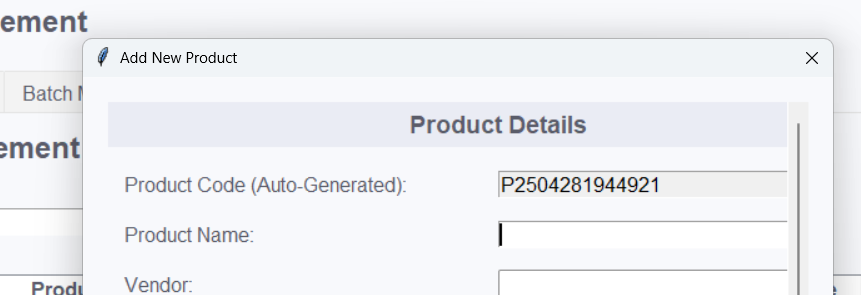 ement
Add New Product
Batch M
Product Details
ement
Product Code (Auto-Generated): P2504281944921
Product Name:
Vendor:
Produ
e